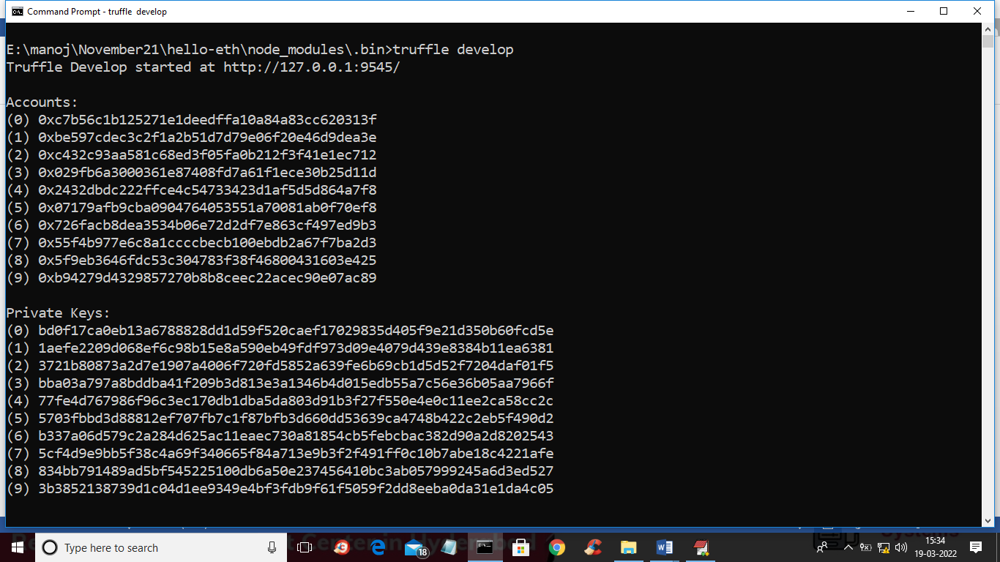 Command Prompt - truffle  develop
E:\manoj\November21\hello-eth\node_modules\.bin>truffle develop
Truffle Develop started at http://127.0.0.1:9545/
Accounts:
(0) 0xc7b56c1b125271e1deedffa10a84a83cc620313f
(1) 0xbe597cdec3c2f1a2b51d7d79e06f20e46d9dea3e
(2) 0xc432c93aa581c68ed3f05fa0b212f3f41e1ec712
(3) 0x029fb6a3000361e87408fd7a61f1ece30b25d11d
(4) 0x2432dbdc222ffce4c54733423d1af5d5d864a7f8
(5) 0x07179afb9cba0904764053551a70081ab0f70ef8
(6) 0x726facb8dea3534b06e72d2df7e863cf497ed9b3
(7) 0x55f4b977e6c8a1ccccbecb100ebdb2a67f7ba2d3
(8) 0x5f9eb3646fdc53c304783f38f46800431603e425
(9) 0xb94279d4329857270b8b8ceec22acec90e07ac89
Private Keys:
(0) bd0f17ca0eb13a6788828dd1d59f520caef17029835d405f9e21d350b60fcd5e
(1) 1aefe2209d068ef6c98b15e8a590eb49fdf973d09e4079d439e8384b11ea6381
(2) 3721b80873a2d7e1907a4006f720fd5852a639fe6b69cb1d5d52f7204daf01f5
(3) bba03a797a8bddba41f209b3d813e3a1346b4d015edb55a7c56e36b05aa7966f
(4) 77fe4d767986f96c3ec170db1dba5da803d91b3f27f550e4e0c11ee2ca58cc2c
(5) 5703fbbd3d88812ef707fb7c1f87bfb3d660dd53639ca4748b422c2eb5f490d2
(6) b337a06d579c2a284d625ac11eaec730a81854cb5febcbac382d90a2d8202543
(7) 5cf4d9e9bb5f38c4a69f340665f84a713e9b3f2f491ff0c10b7abe18c4221afe
(8) 834bb791489ad5bf545225100db6a50e237456410bc3ab057999245a6d3ed527
(9) 3b3852138739d1c04d1ee9349e4bf3fdb9f61f5059f2dd8eeba0da31e1da4c05
Type here to search
18
15:34
19-03-2022